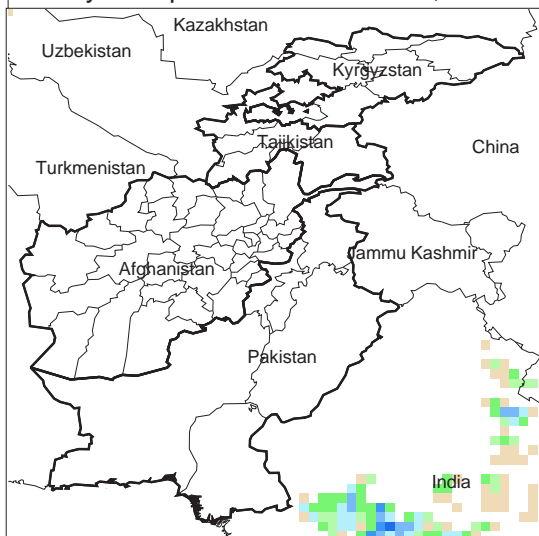 Kazakhstan
Uzbekistan
Kyrgyzstan
Tajikistan
China
Turkmenistan
Jammu Kashmir
Afghanistan
Pakistan
India